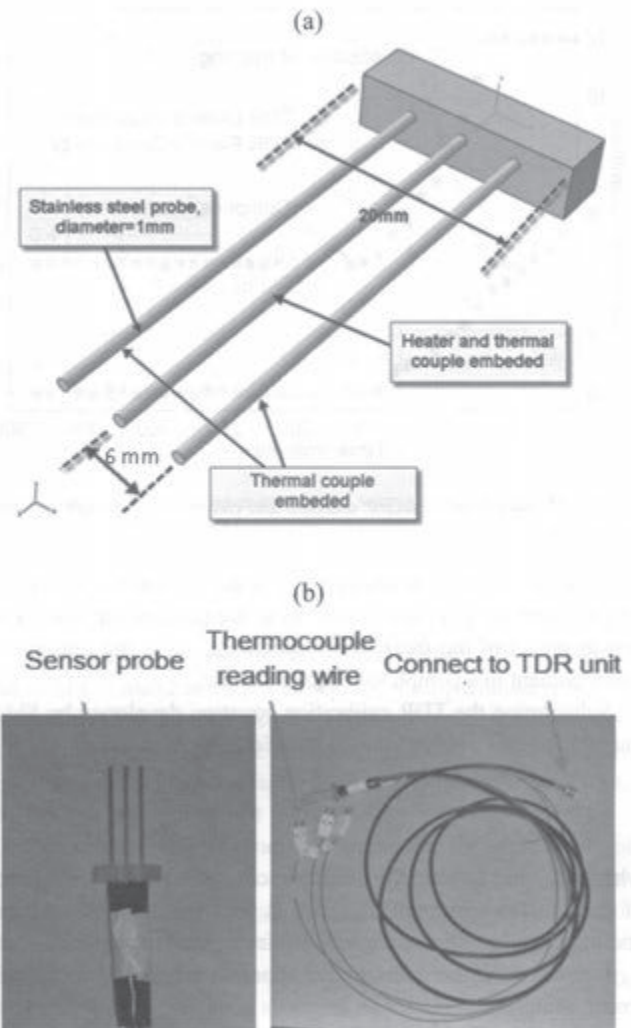 (a)
Stainless steel probe,
diameter=1mm
20mm
Heater and thermal
couple embeded
6 mm
Thermal couple
embeded
(b)
Sensor probe
Thermocouple
reading wire
Connect to TDR unit